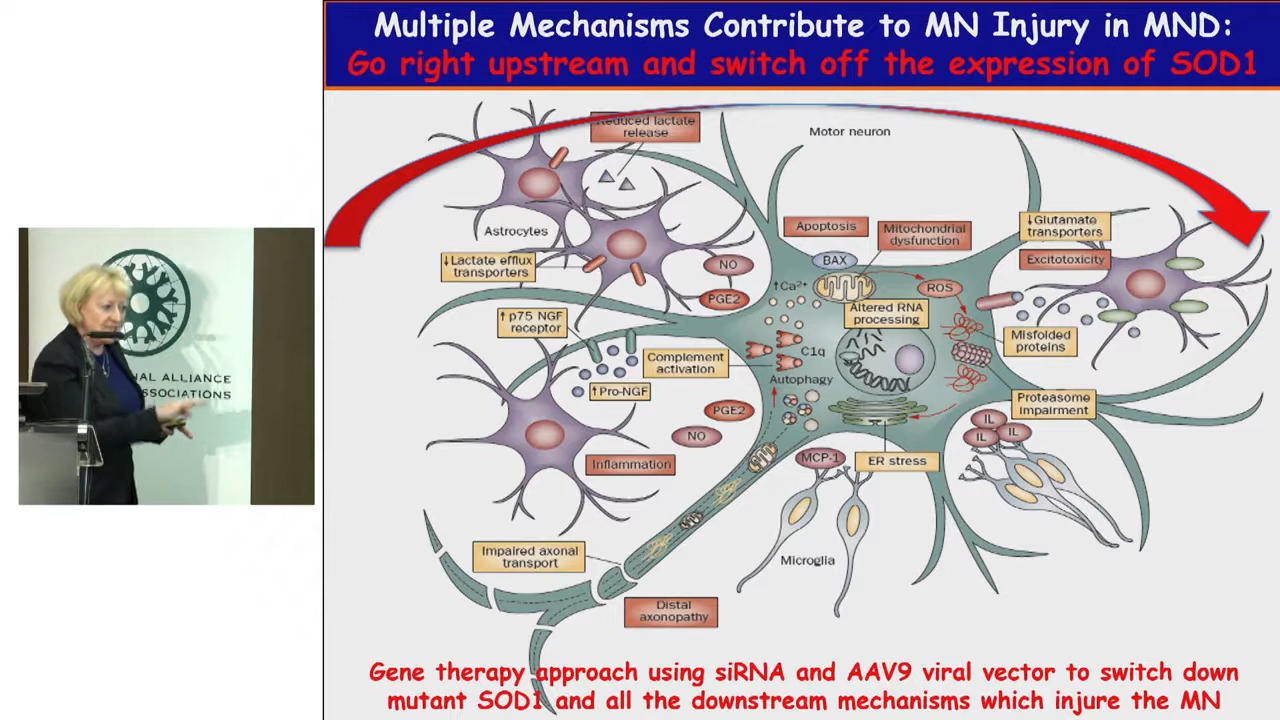 Multiple Mechanisms Contribute to MN Injury in MND:
Go right upstream and switch off the expression of SOD1
Reduced lactate
release
Motor neuron
Astrocytes
↓Lactate efflux
transporters
↑p75 NGF
receptor
↑Pro-NGF
Complement
activation
NO
PGE2
Apoptosis
Mitochondrial
dysfunction
BAX
↑Ca²⁺
ROS
Altered RNA
processing
C1q
Autophagy
↓Glutamate
transporters
Excitotoxicity
Misfolded
proteins
Proteasome
impairment
PGE2
NO
Inflammation
MCP-1
ER stress
IL
IL
IL
Microglia
Impaired axonal
transport
Distal
axonopathy
Gene therapy approach using siRNA and AAV9 viral vector to switch down
mutant SOD1 and all the downstream mechanisms which injure the MN
NAL ALLIANCE
ASSOCIATIONS